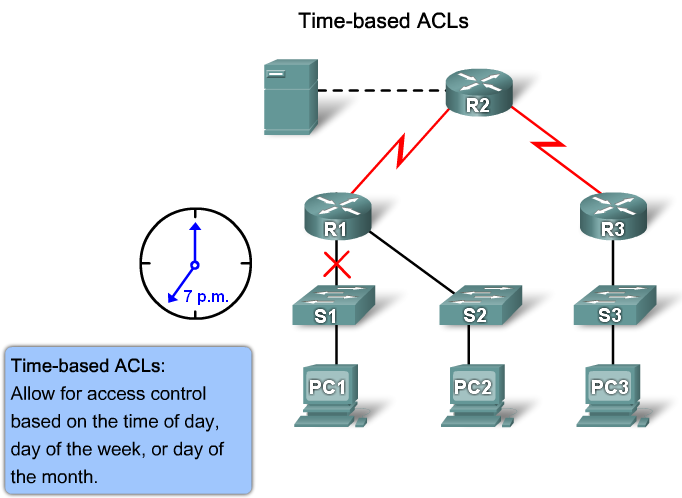 Time-based ACLs
R2
R1
R3
7 p.m.
S1
S2
S3
PC1
PC2
PC3
Time-based ACLs:
Allow for access control
based on the time of day,
day of the week, or day of
the month.